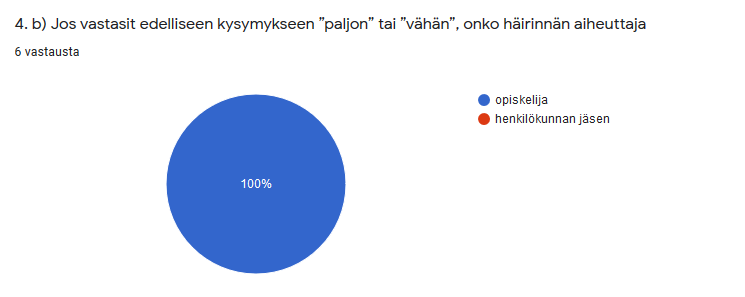 4. b) Jos vastasit edelliseen kysymykseen ”paljon” tai ”vähän”, onko häirinnän aiheuttaja
6 vastausta
opiskelija
henkilökunnan jäsen
100%